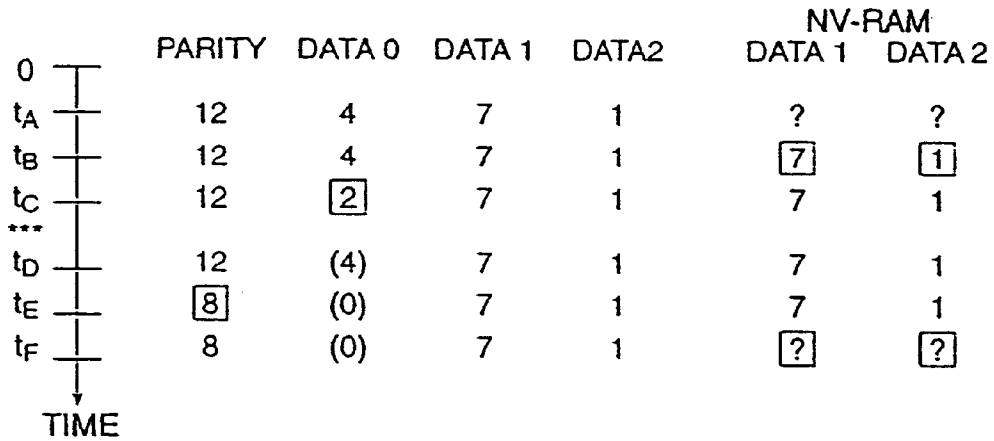 NV-RAM
PARITY DATA 0 DATA 1 DATA2 DATA 1 DATA 2
0
tA 12 4 7 1 ? ?
tB 12 4 7 1 7 1
tC 12 2 7 1 7 1
***
tD 12 (4) 7 1 7 1
tE 8 (0) 7 1 7 1
tF 8 (0) 7 1 ? ?
TIME